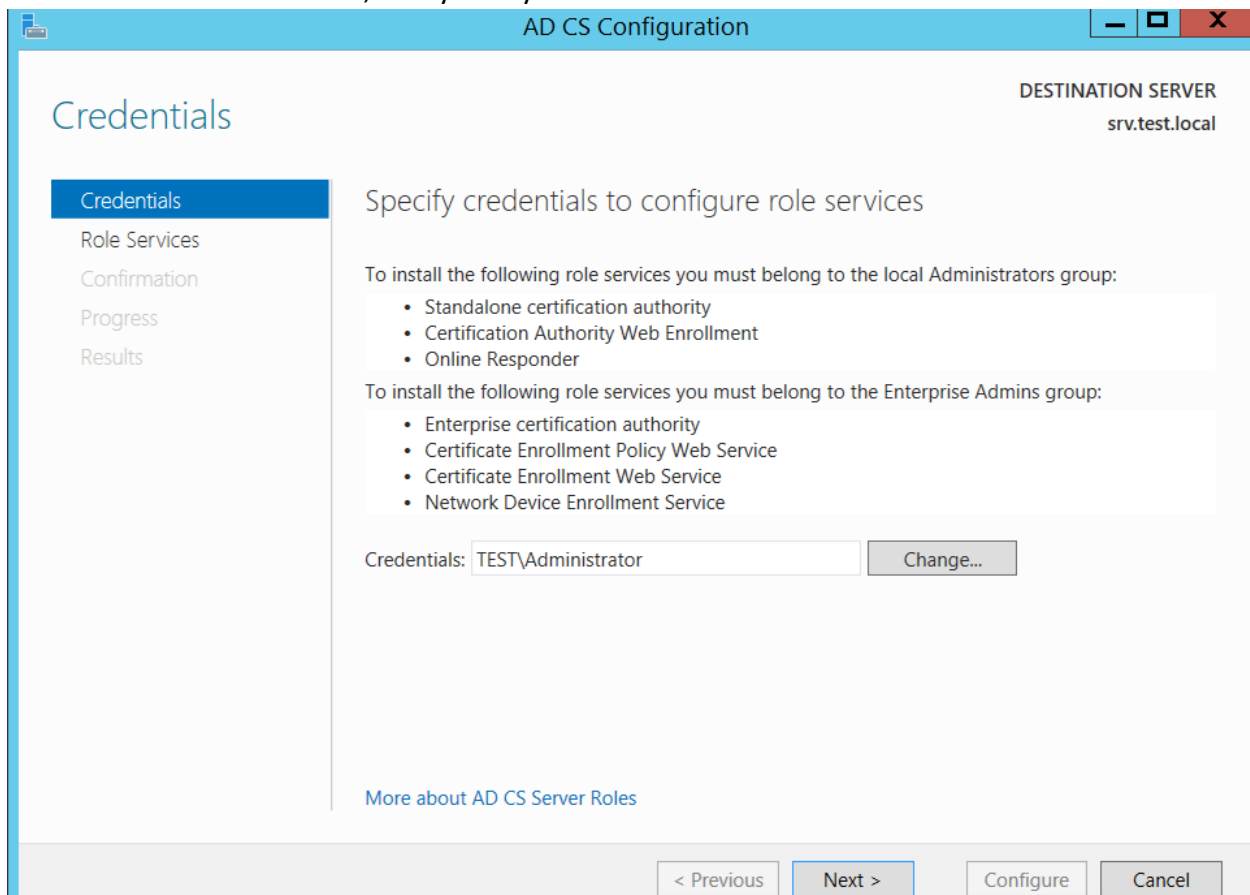 AD CS Configuration
X
DESTINATION SERVER
srv.test.local
Credentials
Credentials
Role Services
Confirmation
Progress
Results
Specify credentials to configure role services
To install the following role services you must belong to the local Administrators group:
• Standalone certification authority
• Certification Authority Web Enrollment
• Online Responder
To install the following role services you must belong to the Enterprise Admins group:
• Enterprise certification authority
• Certificate Enrollment Policy Web Service
• Certificate Enrollment Web Service
• Network Device Enrollment Service
Credentials: TEST\Administrator Change...
More about AD CS Server Roles
< Previous Next > Configure Cancel